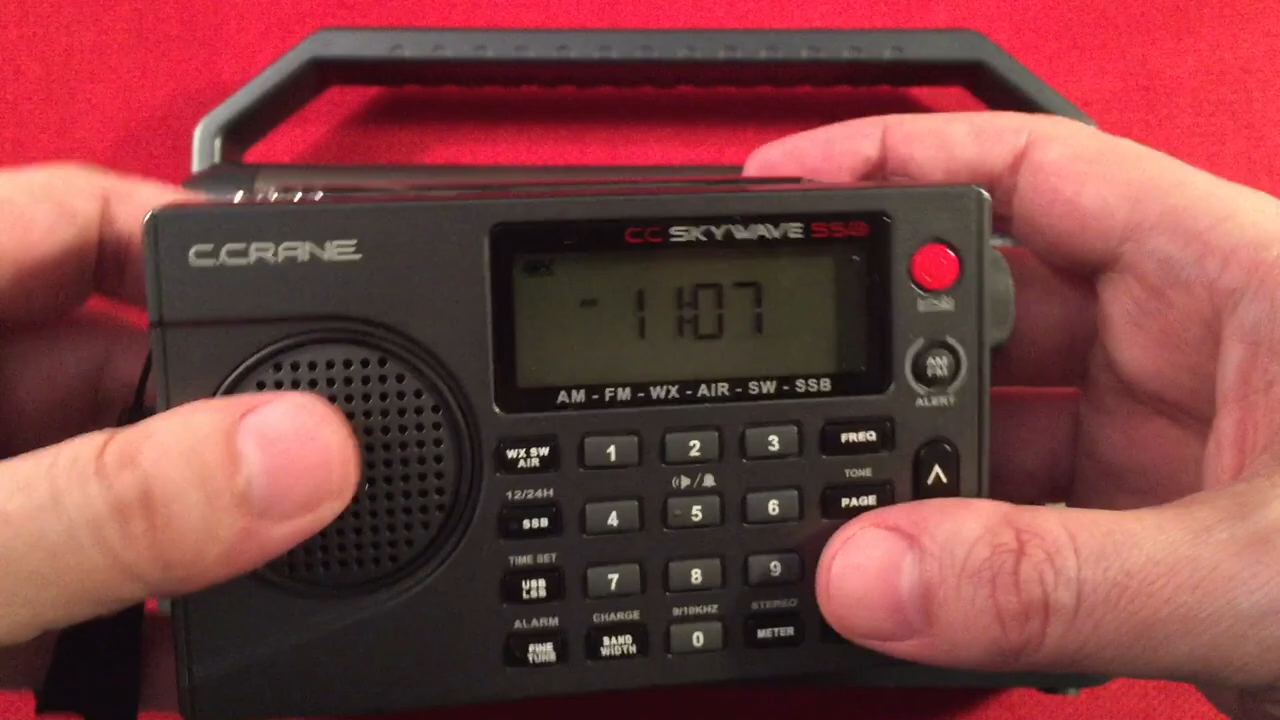 C.CRANE
CC SKYWAVE SSB
- 11:07
AM - FM - WX - AIR - SW - SSB
AM
FM
ALERT
WX SW
AIR
1
2
3
FREQ
12/24H
TONE
SSB
4
5
6
PAGE
TIME SET
USB
LSB
7
8
9
ALARM
CHARGE
9/10KHZ
STEREO
FINE
TUNE
BAND
WIDTH
0
METER